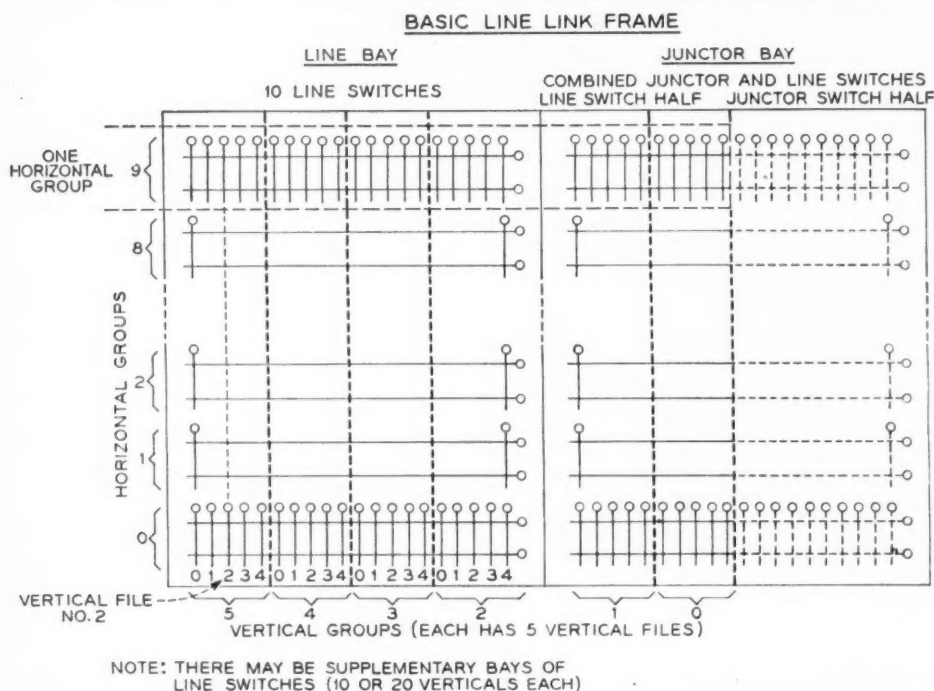 BASIC LINE LINK FRAME
LINE BAY
JUNCTOR BAY
10 LINE SWITCHES
COMBINED JUNCTOR AND LINE SWITCHES
LINE SWITCH HALF JUNCTOR SWITCH HALF
ONE
HORIZONTAL
GROUP
9
8
HORIZONTAL GROUPS
2
1
0
0 1 2 3 4 0 1 2 3 4 0 1 2 3 4 0 1 2 3 4
VERTICAL FILE
NO. 2
5 4 3 2 1 0
VERTICAL GROUPS (EACH HAS 5 VERTICAL FILES)
NOTE: THERE MAY BE SUPPLEMENTARY BAYS OF
LINE SWITCHES (10 OR 20 VERTICALS EACH)